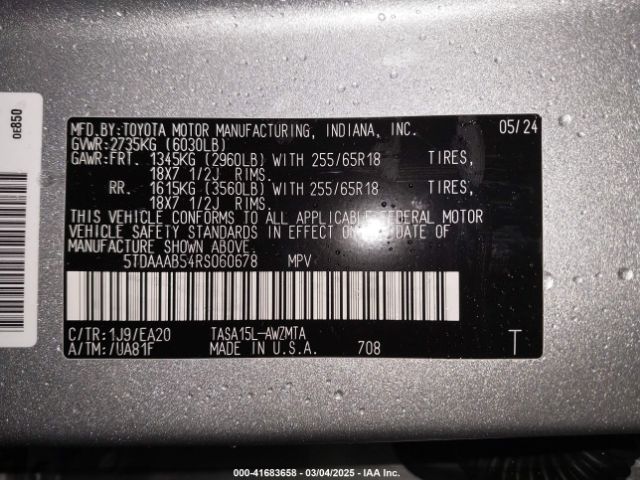 0E850
MFD.BY:TOYOTA MOTOR MANUFACTURING, INDIANA, INC. 05/24
GVWR:2735KG (6030LB)
GAWR:FRT. 1345KG (2960LB) WITH 255/65R18 TIRES,
18X7 1/2J RIMS.
RR. 1615KG (3560LB) WITH 255/65R18 TIRES,
18X7 1/2J RIMS.
THIS VEHICLE CONFORMS TO ALL APPLICABLE FEDERAL MOTOR
VEHICLE SAFETY STANDARDS IN EFFECT ON THE DATE OF
MANUFACTURE SHOWN ABOVE.
5TDAAAB54RS060678 MPV
C/TR:1J9/EA20 TASA15L-AWZMTA
A/TM:/UA81F MADE IN U.S.A. 708 T
000-41683658 - 03/04/2025 - IAA Inc.